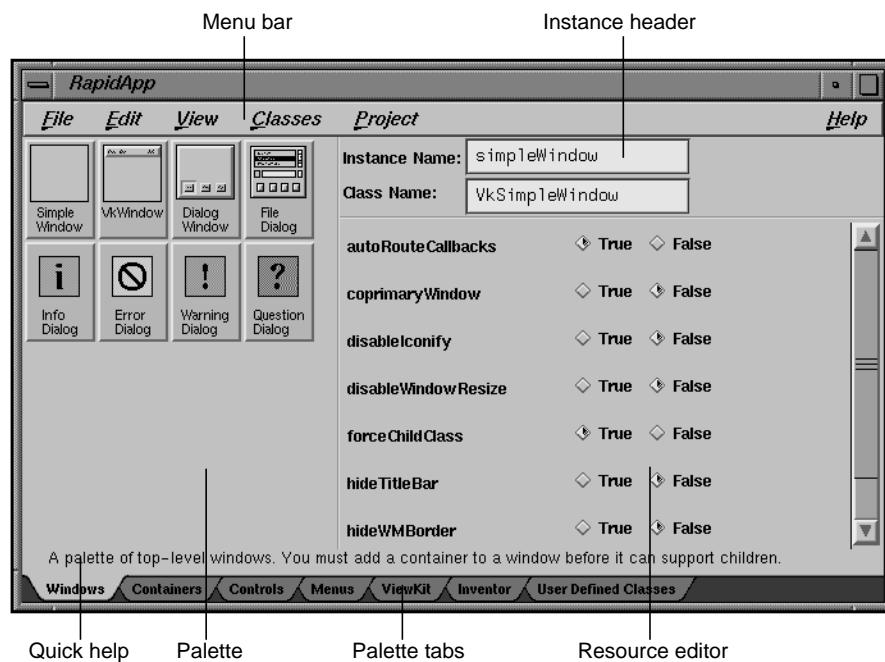 Menu bar Instance header
RapidApp
File Edit View Classes Project Help
Simple Window
VkWindow
Dialog Window
File Dialog
Info Dialog
Error Dialog
Warning Dialog
Question Dialog
Instance Name: simpleWindow
Class Name: VkSimpleWindow
autoRouteCallbacks True False
coprimaryWindow True False
disableIconify True False
disableWindowResize True False
forceChildClass True False
hideTitleBar True False
hideWMBorder True False
A palette of top-level windows. You must add a container to a window before it can support children.
Windows Containers Controls Menus ViewKit Inventor User Defined Classes
Quick help Palette Palette tabs Resource editor